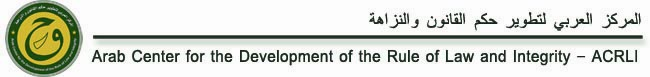 المركز العربي لتطوير حكم القانون والنزاهة
Arab Center for the Development of the Rule of Law and Integrity – ACRLI